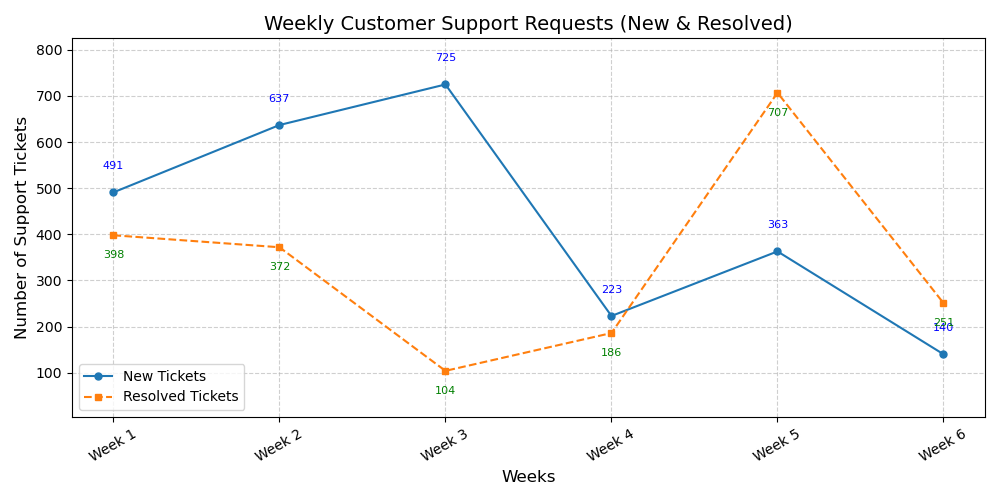 Weekly Customer Support Requests (New & Resolved)
Number of Support Tickets
800
700
600
500
400
300
200
100
725
637
491
398
372
104
223
186
707
363
251
140
New Tickets
Resolved Tickets
Week 1
Week 2
Week 3
Week 4
Week 5
Week 6
Weeks